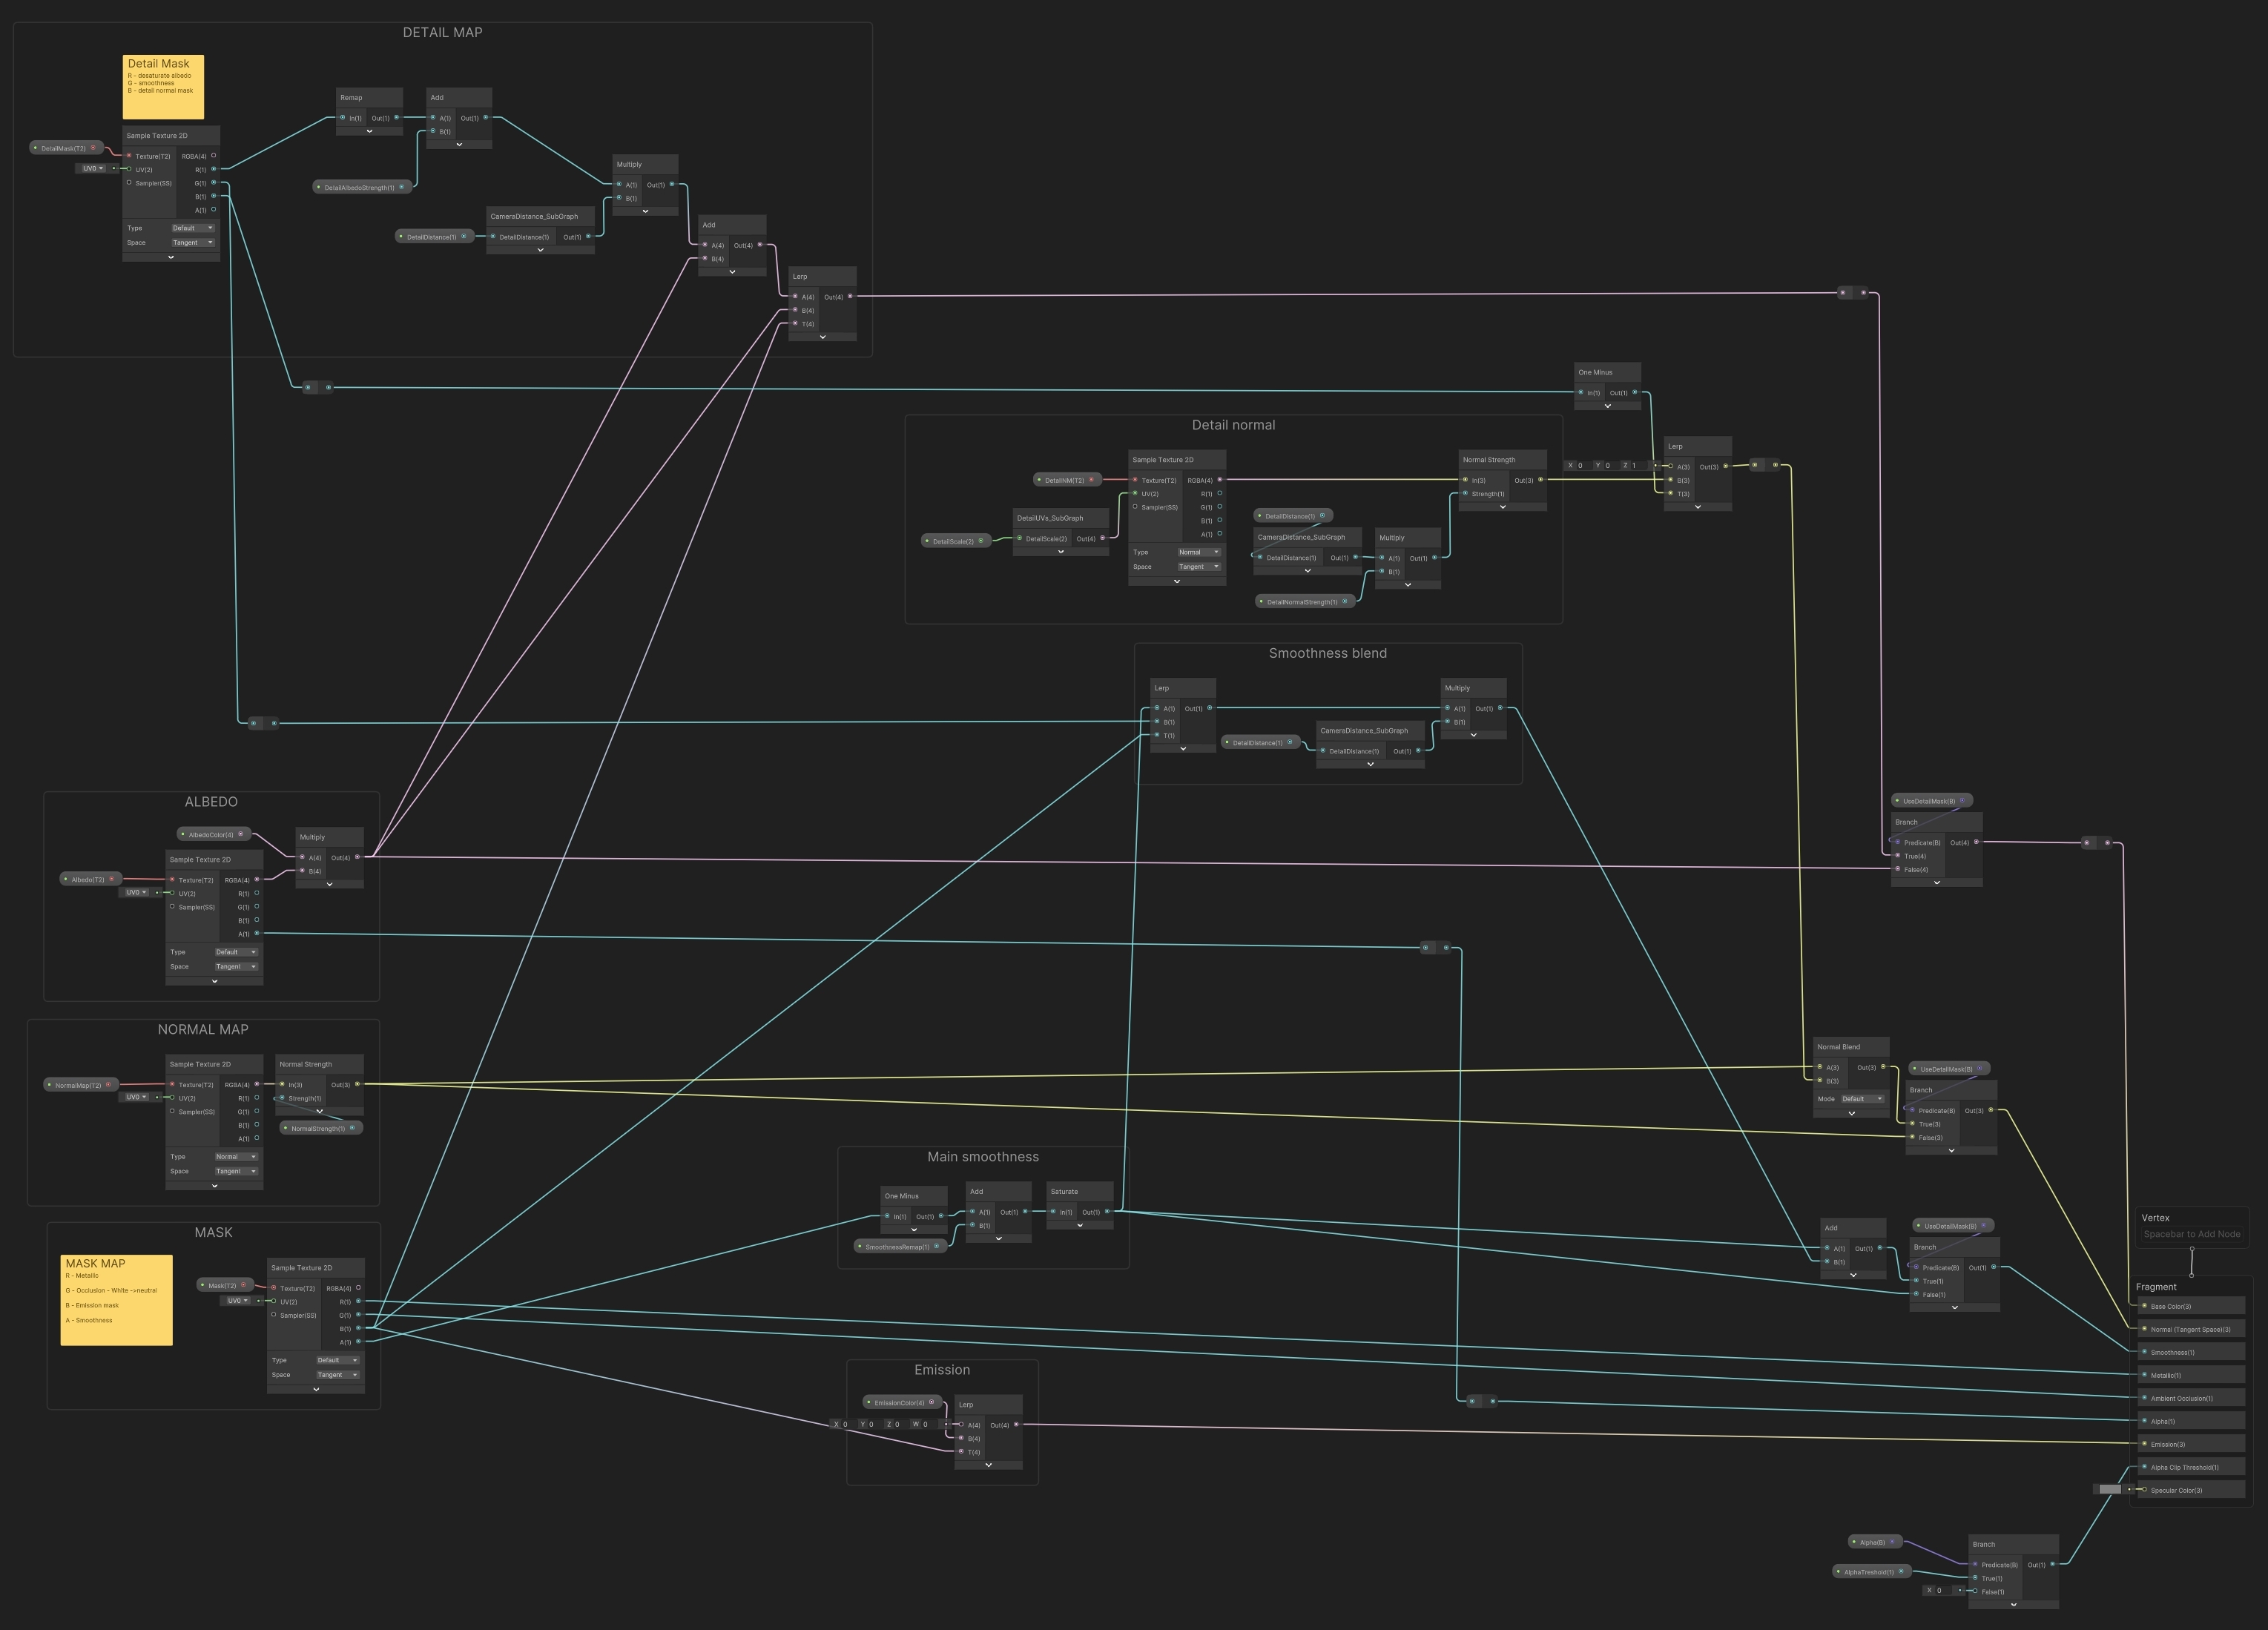 DETAIL MAP
Detail Mask
R - desaturate albedo
G - smoothness
B - detail normal mask
DetailMask(T2)
UV0
Sample Texture 2D
Texture(T2) RGBA(4)
UV(2) R(1)
Sampler(SS) G(1)
B(1)
A(1)
Type Default
Space Tangent
Remap
In(1) Out(1)
Add
A(1) Out(1)
B(1)
DetailAlbedoStrength(1)
DetailDistance(1)
CameraDistance_SubGraph
DetailDistance(1) Out(1)
Multiply
A(1) Out(1)
B(1)
Add
A(4) Out(4)
B(4)
Lerp
A(4) Out(4)
B(4)
T(4)
One Minus
In(1) Out(1)
Detail normal
DetailNM(T2)
DetailScale(2)
DetailUVs_SubGraph
DetailScale(2) Out(4)
Sample Texture 2D
Texture(T2) RGBA(4)
UV(2) R(1)
Sampler(SS) G(1)
B(1)
A(1)
Type Normal
Space Tangent
DetailDistance(1)
CameraDistance_SubGraph
DetailDistance(1) Out(1)
DetailNormalStrength(1)
Multiply
A(1) Out(1)
B(1)
Normal Strength
In(3) Out(3)
Strength(1)
X 0 Y 0 Z 1
Lerp
A(3) Out(3)
B(3)
T(3)
Smoothness blend
Lerp
A(1) Out(1)
B(1)
T(1)
DetailDistance(1)
CameraDistance_SubGraph
DetailDistance(1) Out(1)
Multiply
A(1) Out(1)
B(1)
ALBEDO
AlbedoColor(4)
Albedo(T2)
UV0
Sample Texture 2D
Texture(T2) RGBA(4)
UV(2) R(1)
Sampler(SS) G(1)
B(1)
A(1)
Type Default
Space Tangent
Multiply
A(4) Out(4)
B(4)
UseDetailMask(B)
Branch
Predicate(B) Out(4)
True(4)
False(4)
NORMAL MAP
NormalMap(T2)
UV0
Sample Texture 2D
Texture(T2) RGBA(4)
UV(2) R(1)
Sampler(SS) G(1)
B(1)
A(1)
Type Normal
Space Tangent
Normal Strength
In(3) Out(3)
Strength(1)
NormalStrength(1)
Normal Blend
A(3) Out(3)
B(3)
Mode Default
UseDetailMask(B)
Branch
Predicate(B) Out(3)
True(3)
False(3)
Main smoothness
One Minus
In(1) Out(1)
SmoothnessRemap(1)
Add
A(1) Out(1)
B(1)
Saturate
In(1) Out(1)
Add
A(1) Out(1)
B(1)
UseDetailMask(B)
Branch
Predicate(B) Out(1)
True(1)
False(1)
MASK
MASK MAP
R - Metallic
G - Occlusion - White ->neutral
B - Emission mask
A - Smoothness
Mask(T2)
UV0
Sample Texture 2D
Texture(T2) RGBA(4)
UV(2) R(1)
Sampler(SS) G(1)
B(1)
A(1)
Type Default
Space Tangent
Emission
EmissionColor(4)
X 0 Y 0 Z 0 W 0
Lerp
A(4) Out(4)
B(4)
T(4)
Vertex
Spacebar to Add Node
Fragment
Base Color(3)
Normal (Tangent Space)(3)
Smoothness(1)
Metallic(1)
Ambient Occlusion(1)
Alpha(1)
Emission(3)
Alpha Clip Threshold(1)
Specular Color(3)
Alpha(B)
AlphaTreshold(1)
X 0
Branch
Predicate(B) Out(1)
True(1)
False(1)